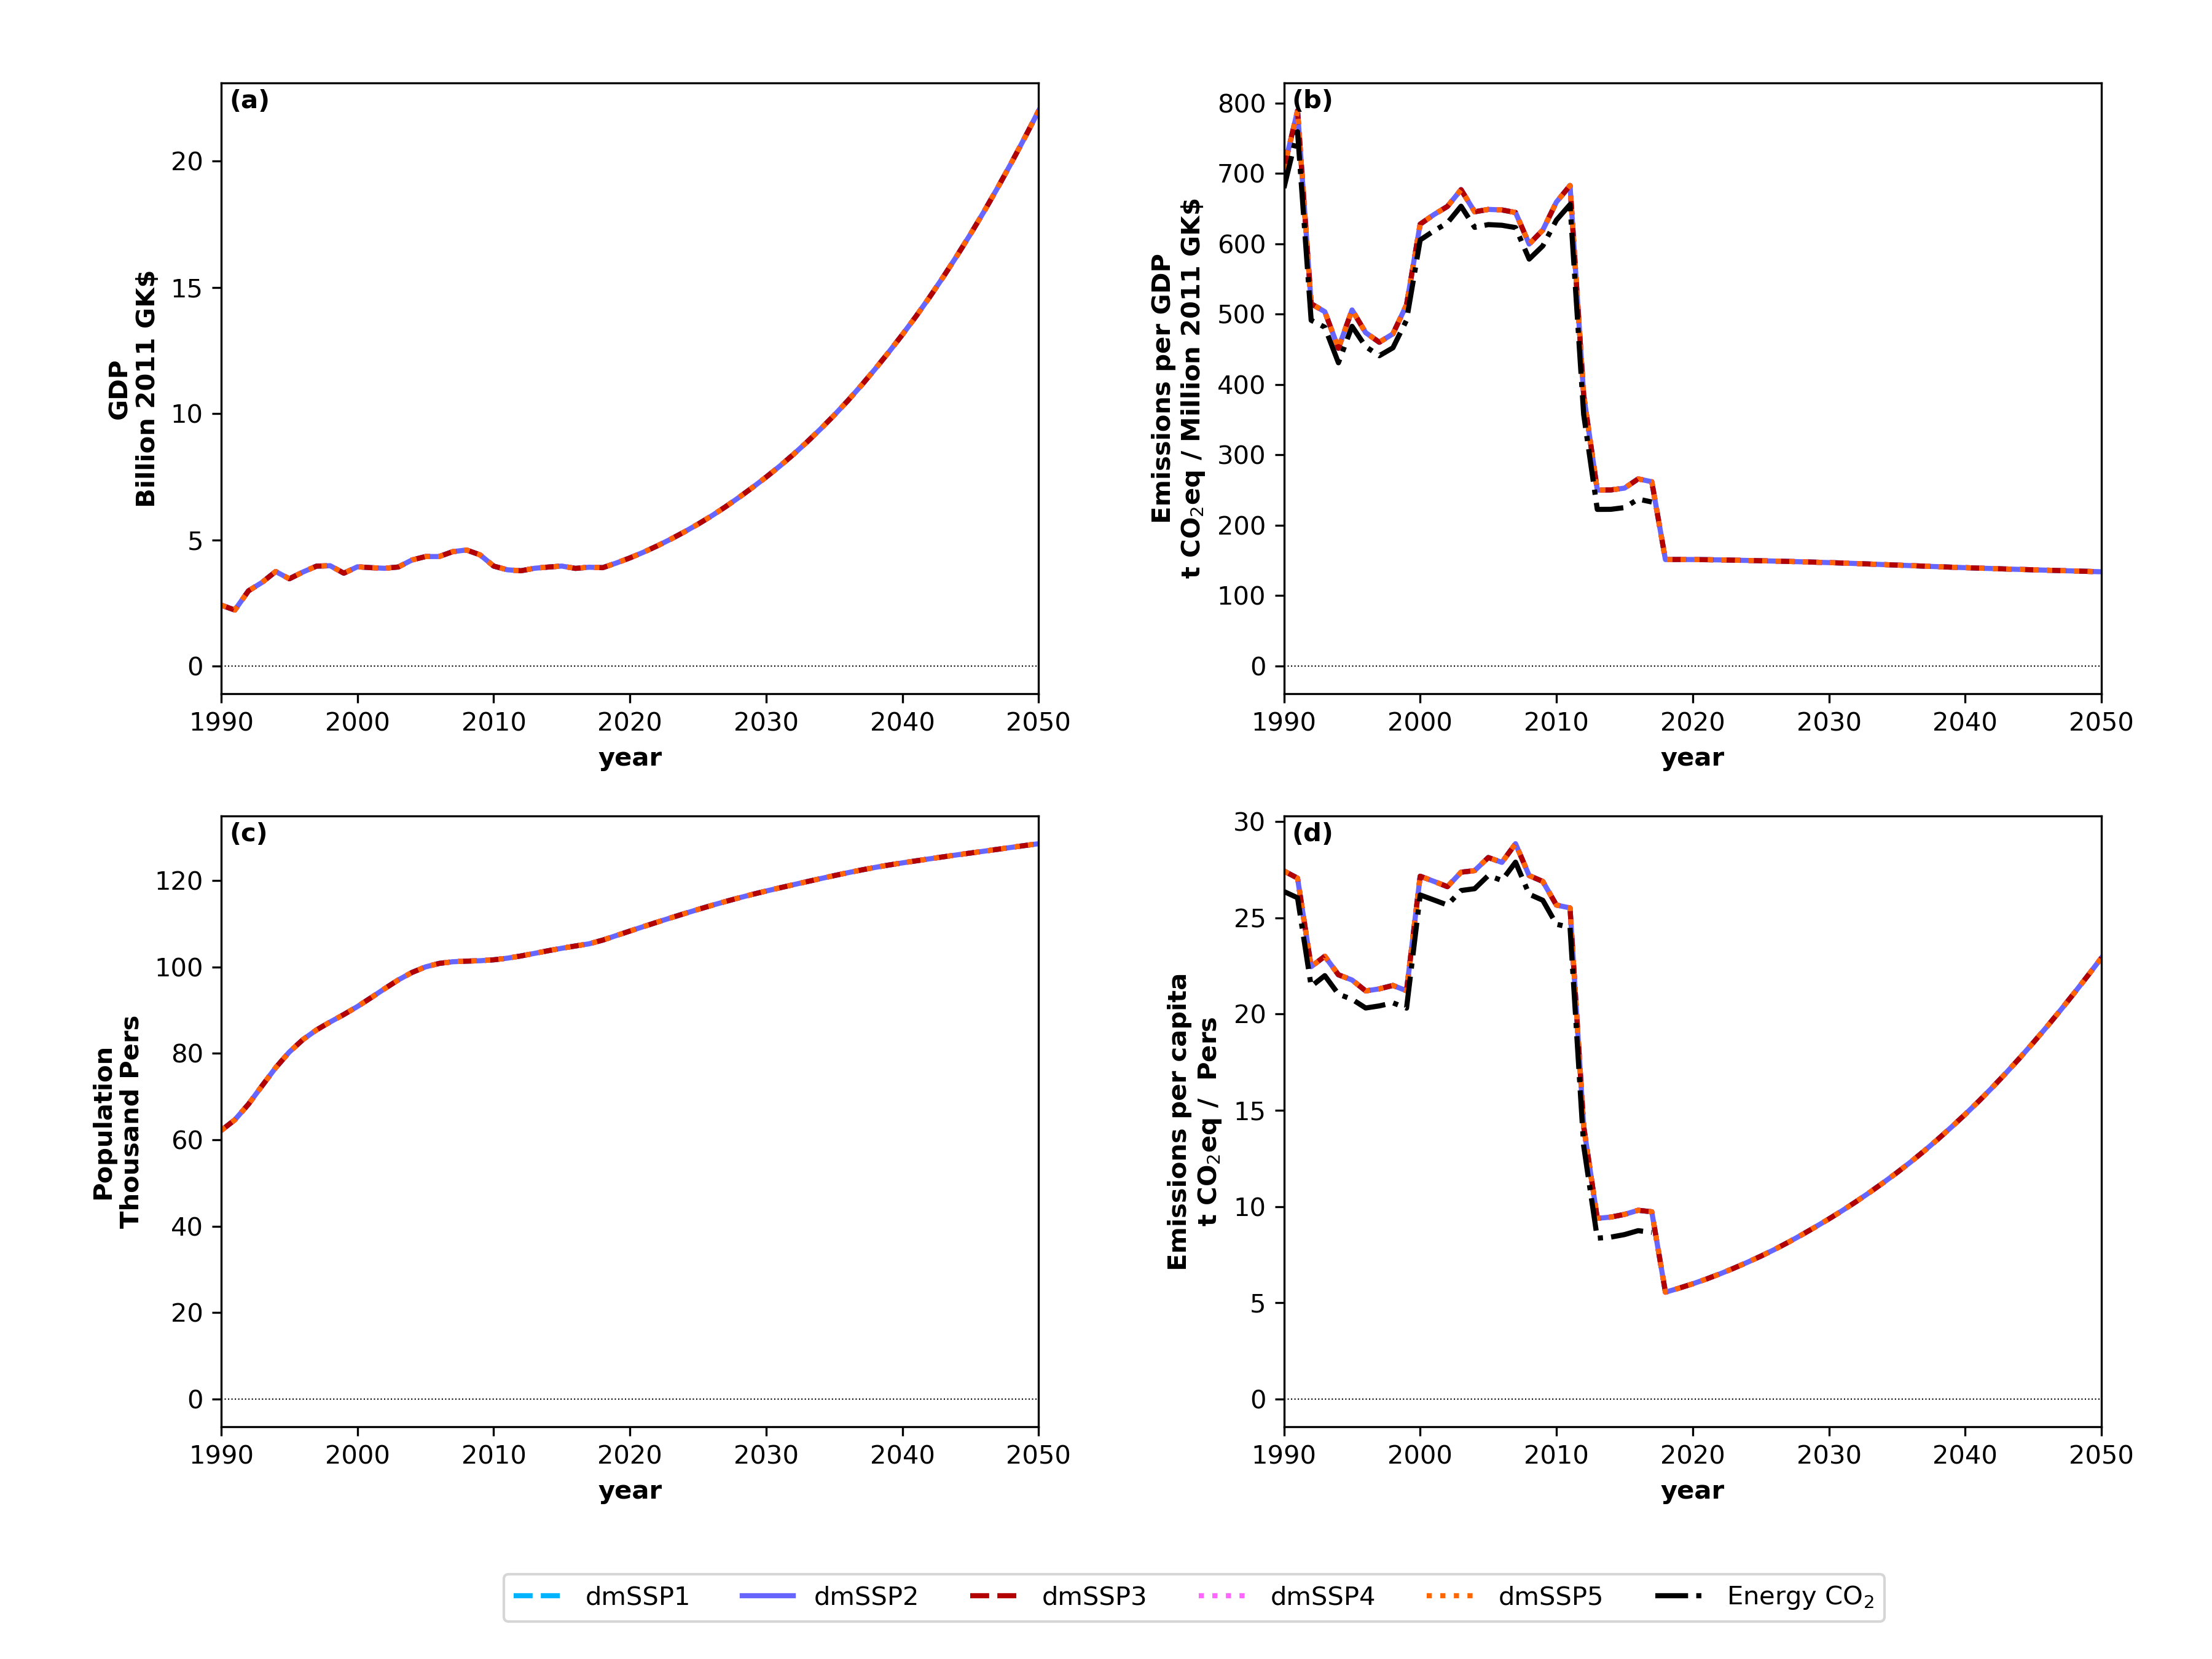 (a)
GDP
Billion 2011 GK$
20
15
10
5
0
1990 2000 2010 2020 2030 2040 2050
year
(b)
Emissions per GDP
t CO₂eq / Million 2011 GK$
800
700
600
500
400
300
200
100
0
1990 2000 2010 2020 2030 2040 2050
year
(c)
Population
Thousand Pers
120
100
80
60
40
20
0
1990 2000 2010 2020 2030 2040 2050
year
(d)
Emissions per capita
t CO₂eq / Pers
30
25
20
15
10
5
0
1990 2000 2010 2020 2030 2040 2050
year
dmSSP1 dmSSP2 dmSSP3 dmSSP4 dmSSP5 Energy CO₂